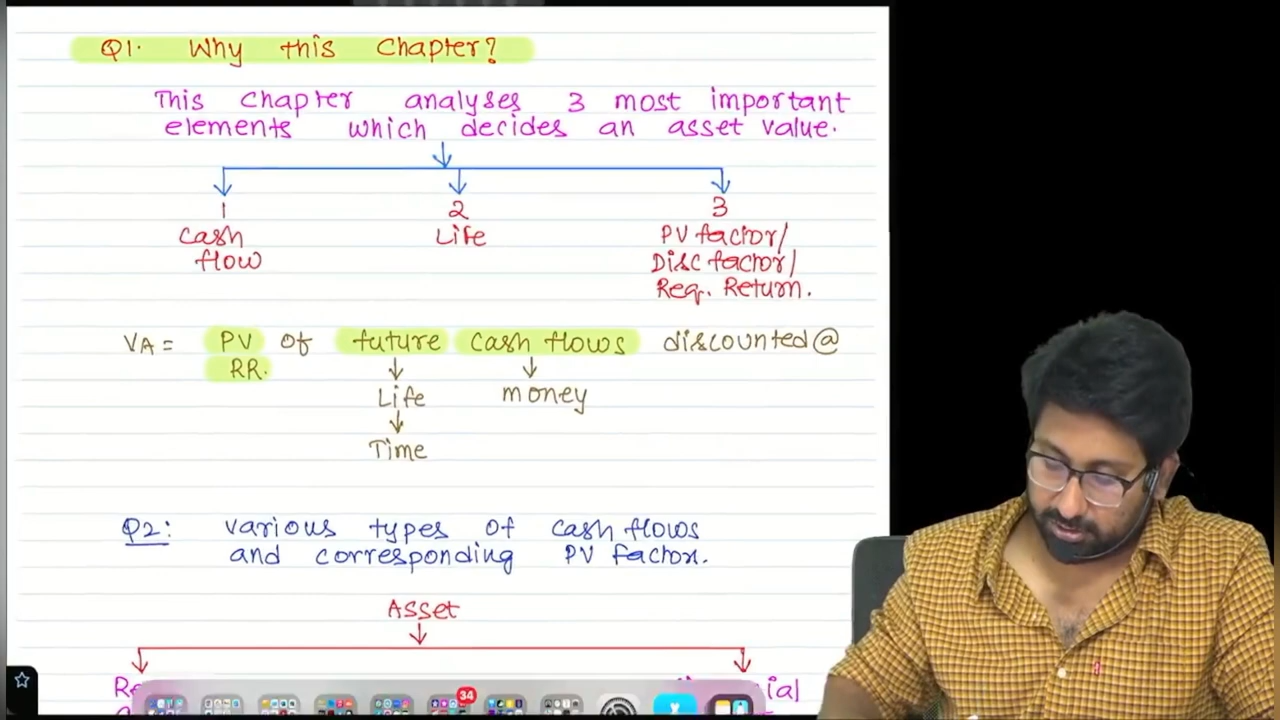 Q1. Why this Chapter?
This chapter analyses 3 most important
elements which decides an asset value.
1 2 3
Cash Life PV factor/
flow Disc factor/
Req. Return.
VA = PV of future Cash flows discounted@
RR.
Life money
Time
Q2: various types of cash flows
and corresponding PV factor.
Asset
34